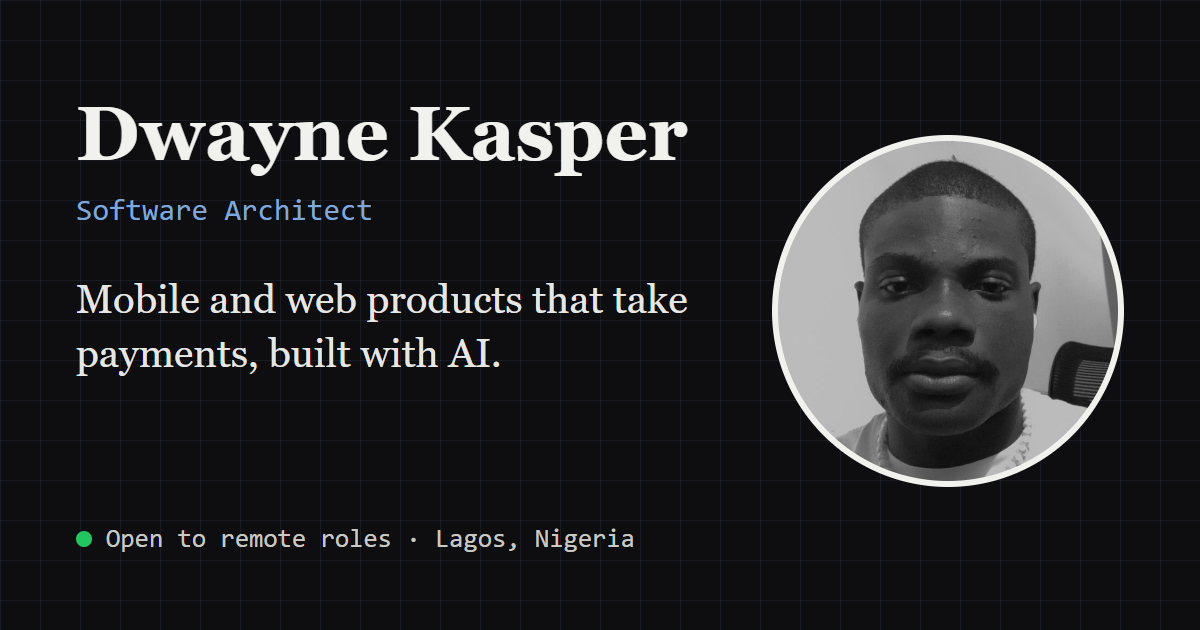 Dwayne Kasper
Software Architect
Mobile and web products that take
payments, built with AI.
Open to remote roles · Lagos, Nigeria